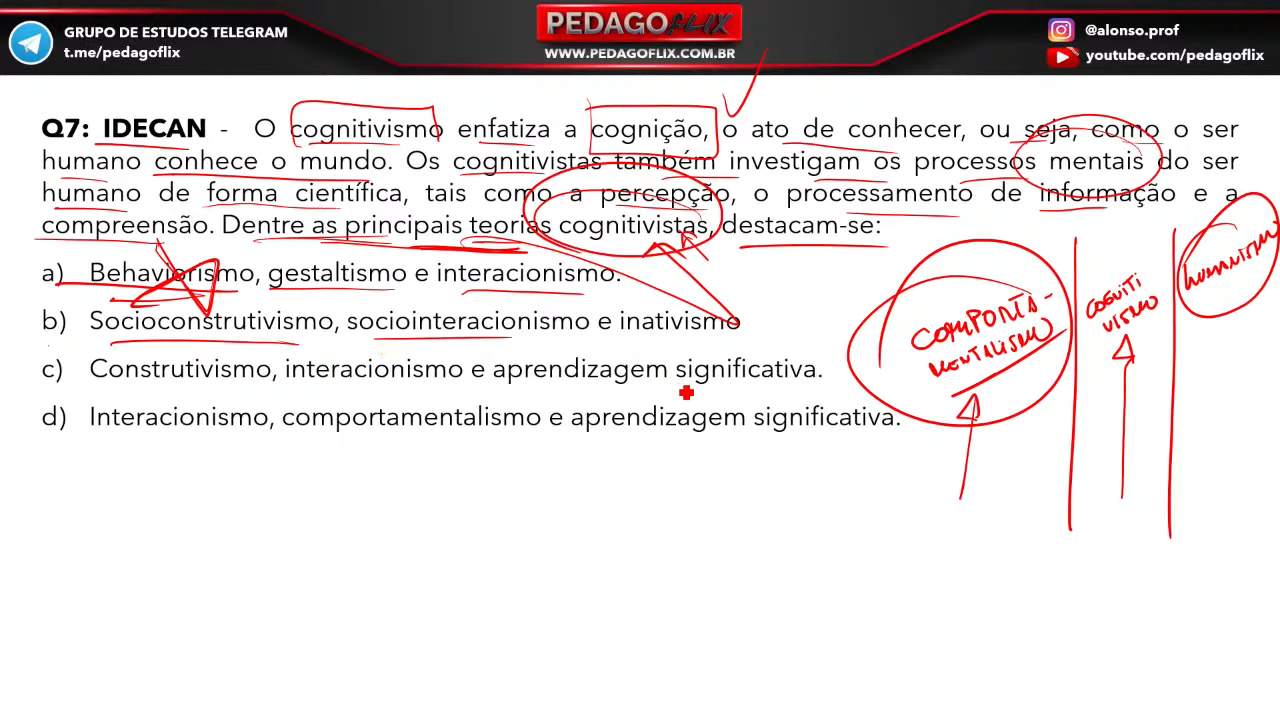 GRUPO DE ESTUDOS TELEGRAM
t.me/pedagoflix
PEDAGOFLIX
WWW.PEDAGOFLIX.COM.BR
@alonso.prof
youtube.com/pedagoflix
Q7: IDECAN - O cognitivismo enfatiza a cognição, o ato de conhecer, ou seja, como o ser
humano conhece o mundo. Os cognitivistas também investigam os processos mentais do ser
humano de forma científica, tais como a percepção, o processamento de informação e a
compreensão. Dentre as principais teorias cognitivistas, destacam-se:
a) Behaviorismo, gestaltismo e interacionismo.
b) Socioconstrutivismo, sociointeracionismo e inativismo
c) Construtivismo, interacionismo e aprendizagem significativa.
d) Interacionismo, comportamentalismo e aprendizagem significativa.
COMPORTA-
MENTALISMO
COGNITI
VISMO
humanismo